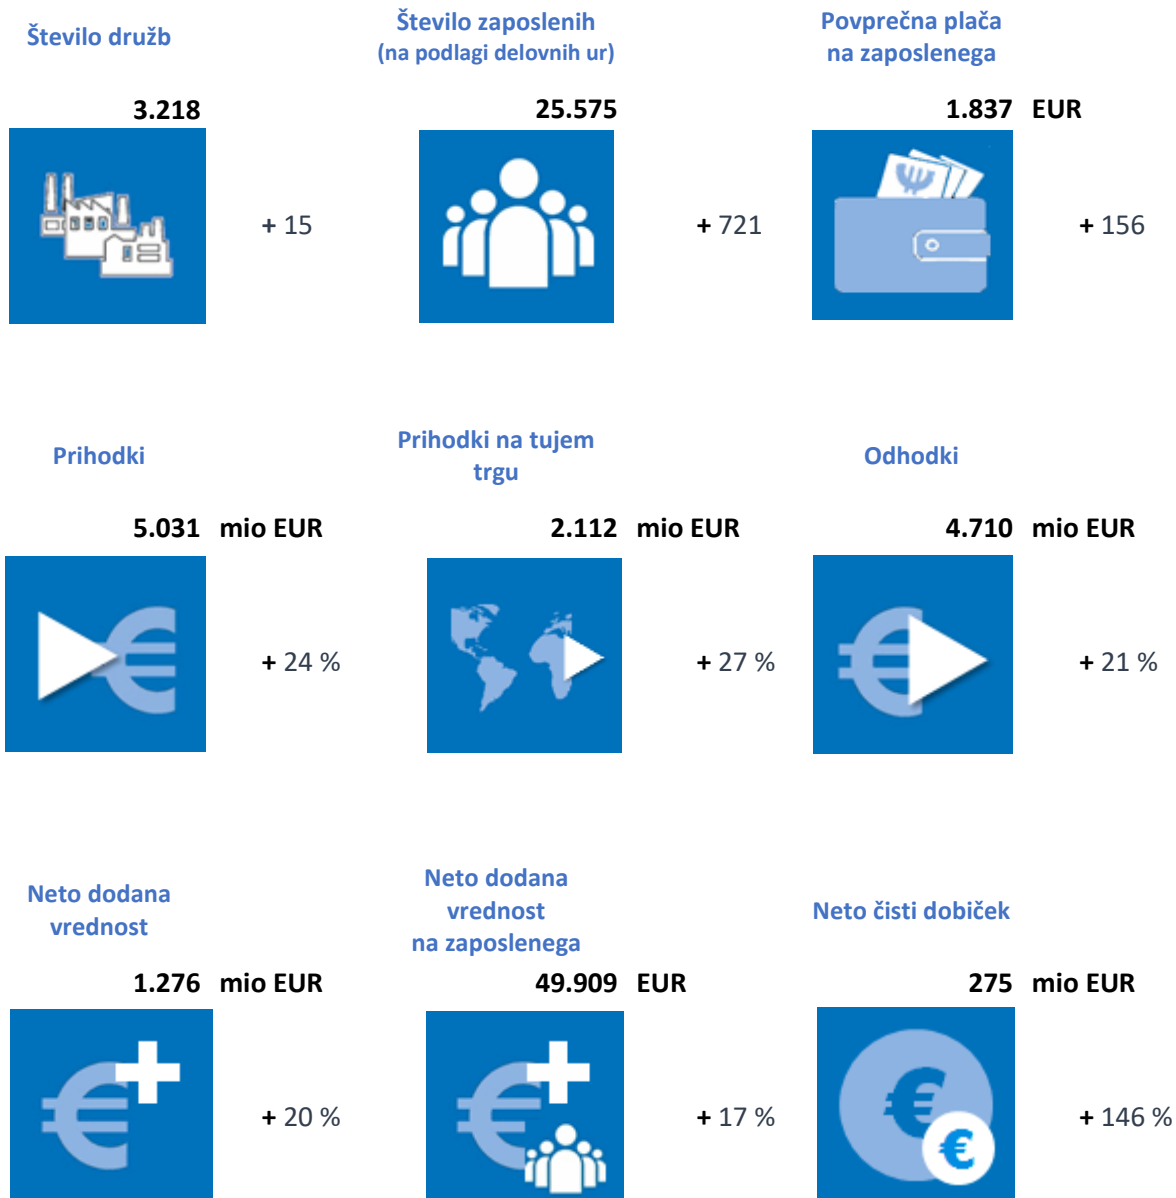 Število družb
3.218
+ 15
Število zaposlenih
(na podlagi delovnih ur)
25.575
+ 721
Povprečna plača
na zaposlenega
1.837 EUR
+ 156
Prihodki
5.031 mio EUR
+ 24 %
Prihodki na tujem
trgu
2.112 mio EUR
+ 27 %
Odhodki
4.710 mio EUR
+ 21 %
Neto dodana
vrednost
1.276 mio EUR
+ 20 %
Neto dodana
vrednost
na zaposlenega
49.909 EUR
+ 17 %
Neto čisti dobiček
275 mio EUR
+ 146 %